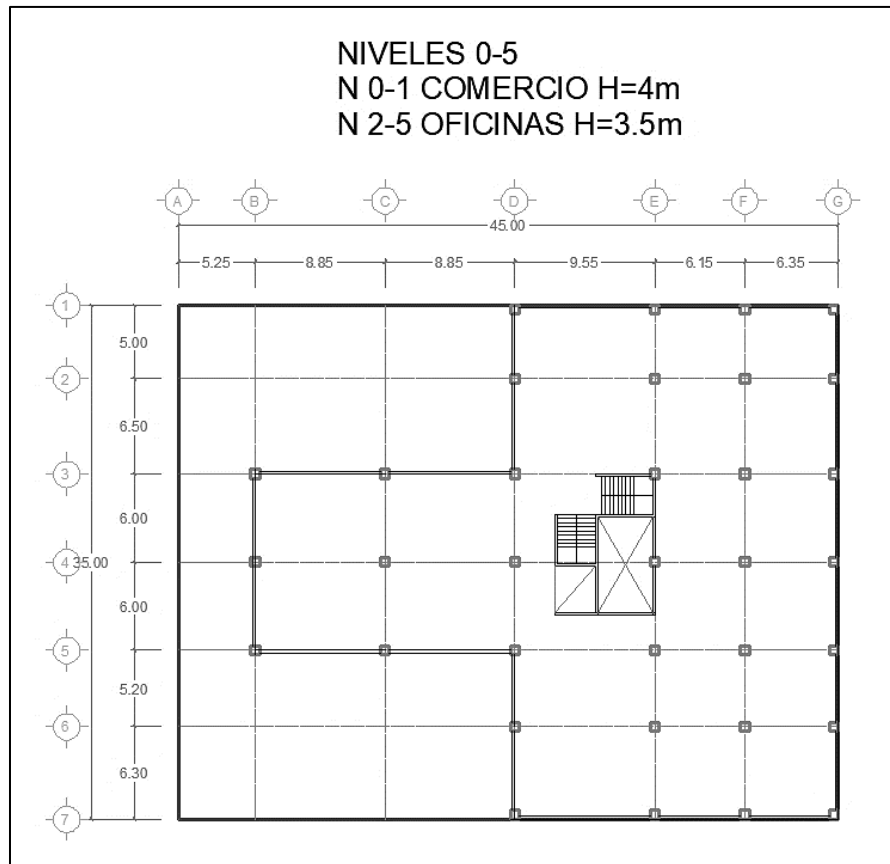 NIVELES 0-5
N 0-1 COMERCIO H=4m
N 2-5 OFICINAS H=3.5m
A B C D E F G
45.00
5.25 8.85 8.85 9.55 6.15 6.35
1
5.00
2
6.50
3
6.00
4 35.00
6.00
5
5.20
6
6.30
7